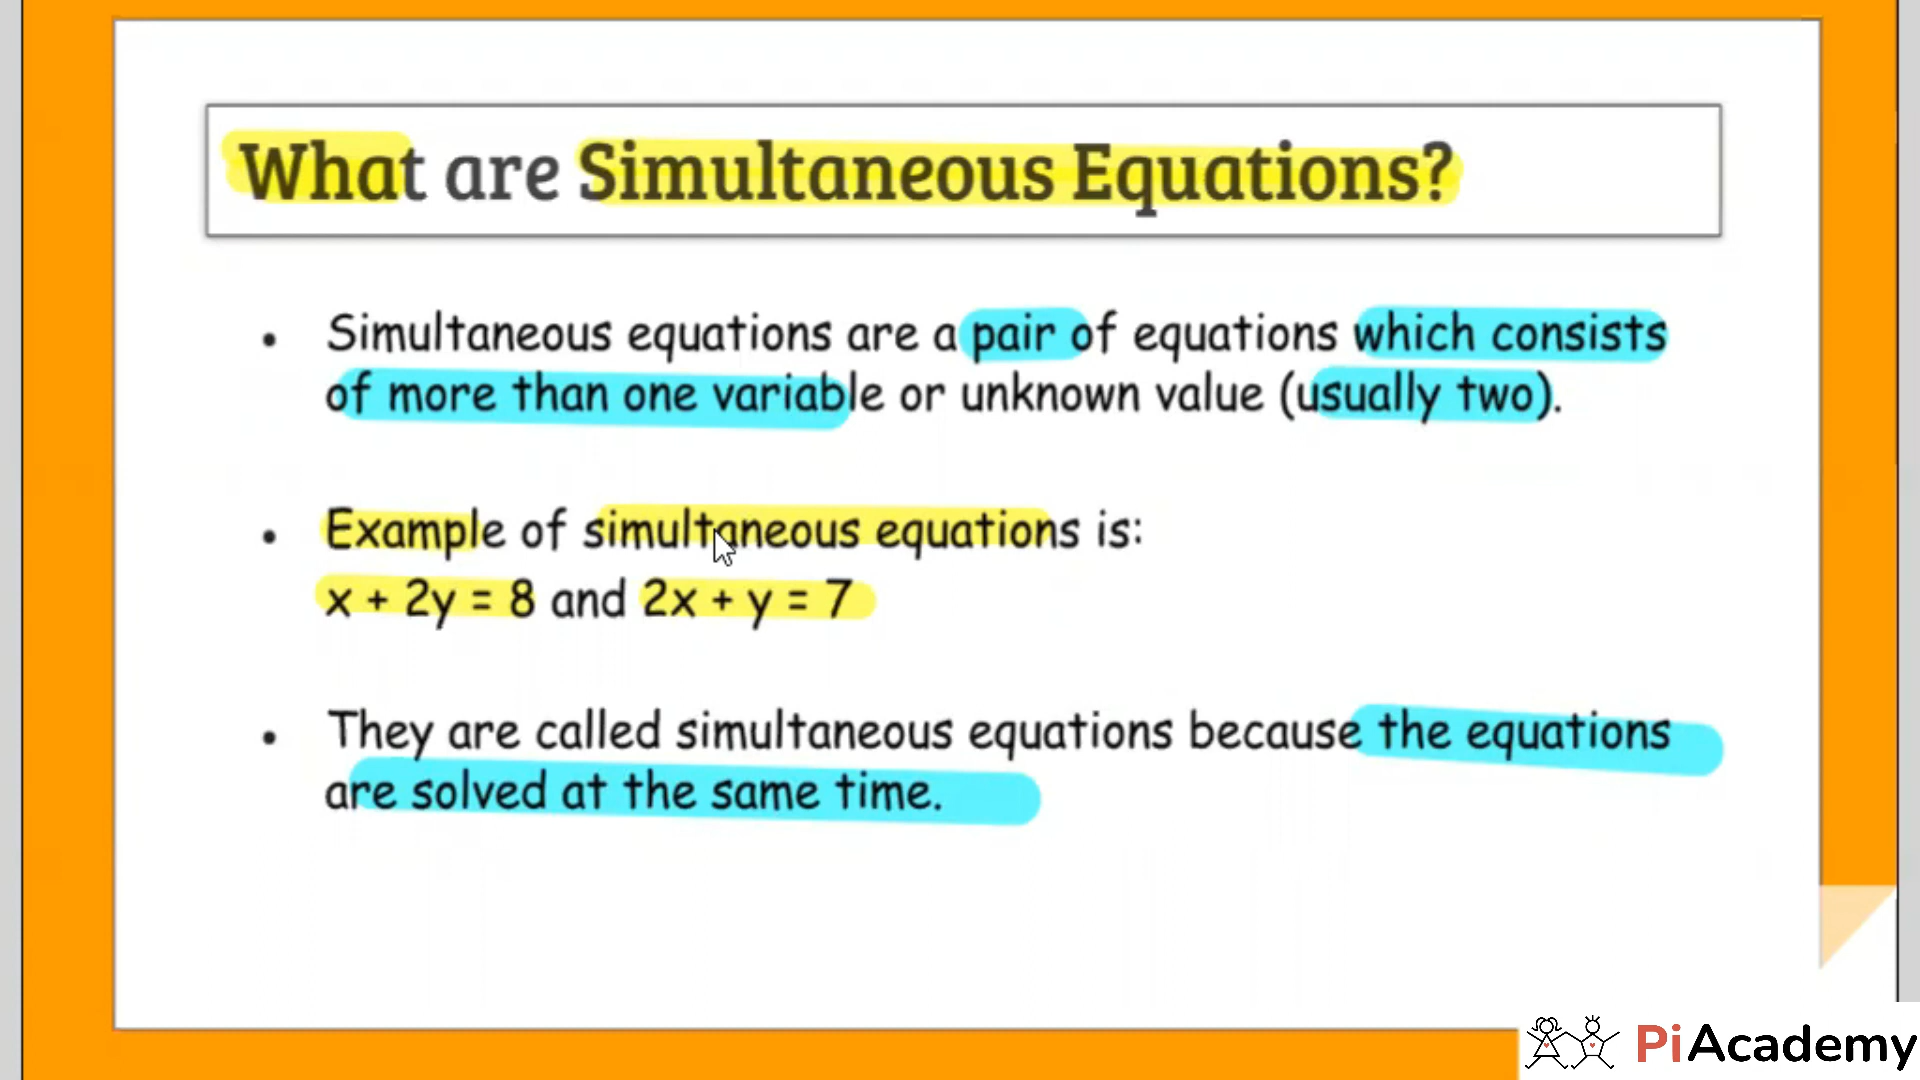 What are Simultaneous Equations?
• Simultaneous equations are a pair of equations which consists
of more than one variable or unknown value (usually two).
• Example of simultaneous equations is:
x + 2y = 8 and 2x + y = 7
• They are called simultaneous equations because the equations
are solved at the same time.
PiAcademy